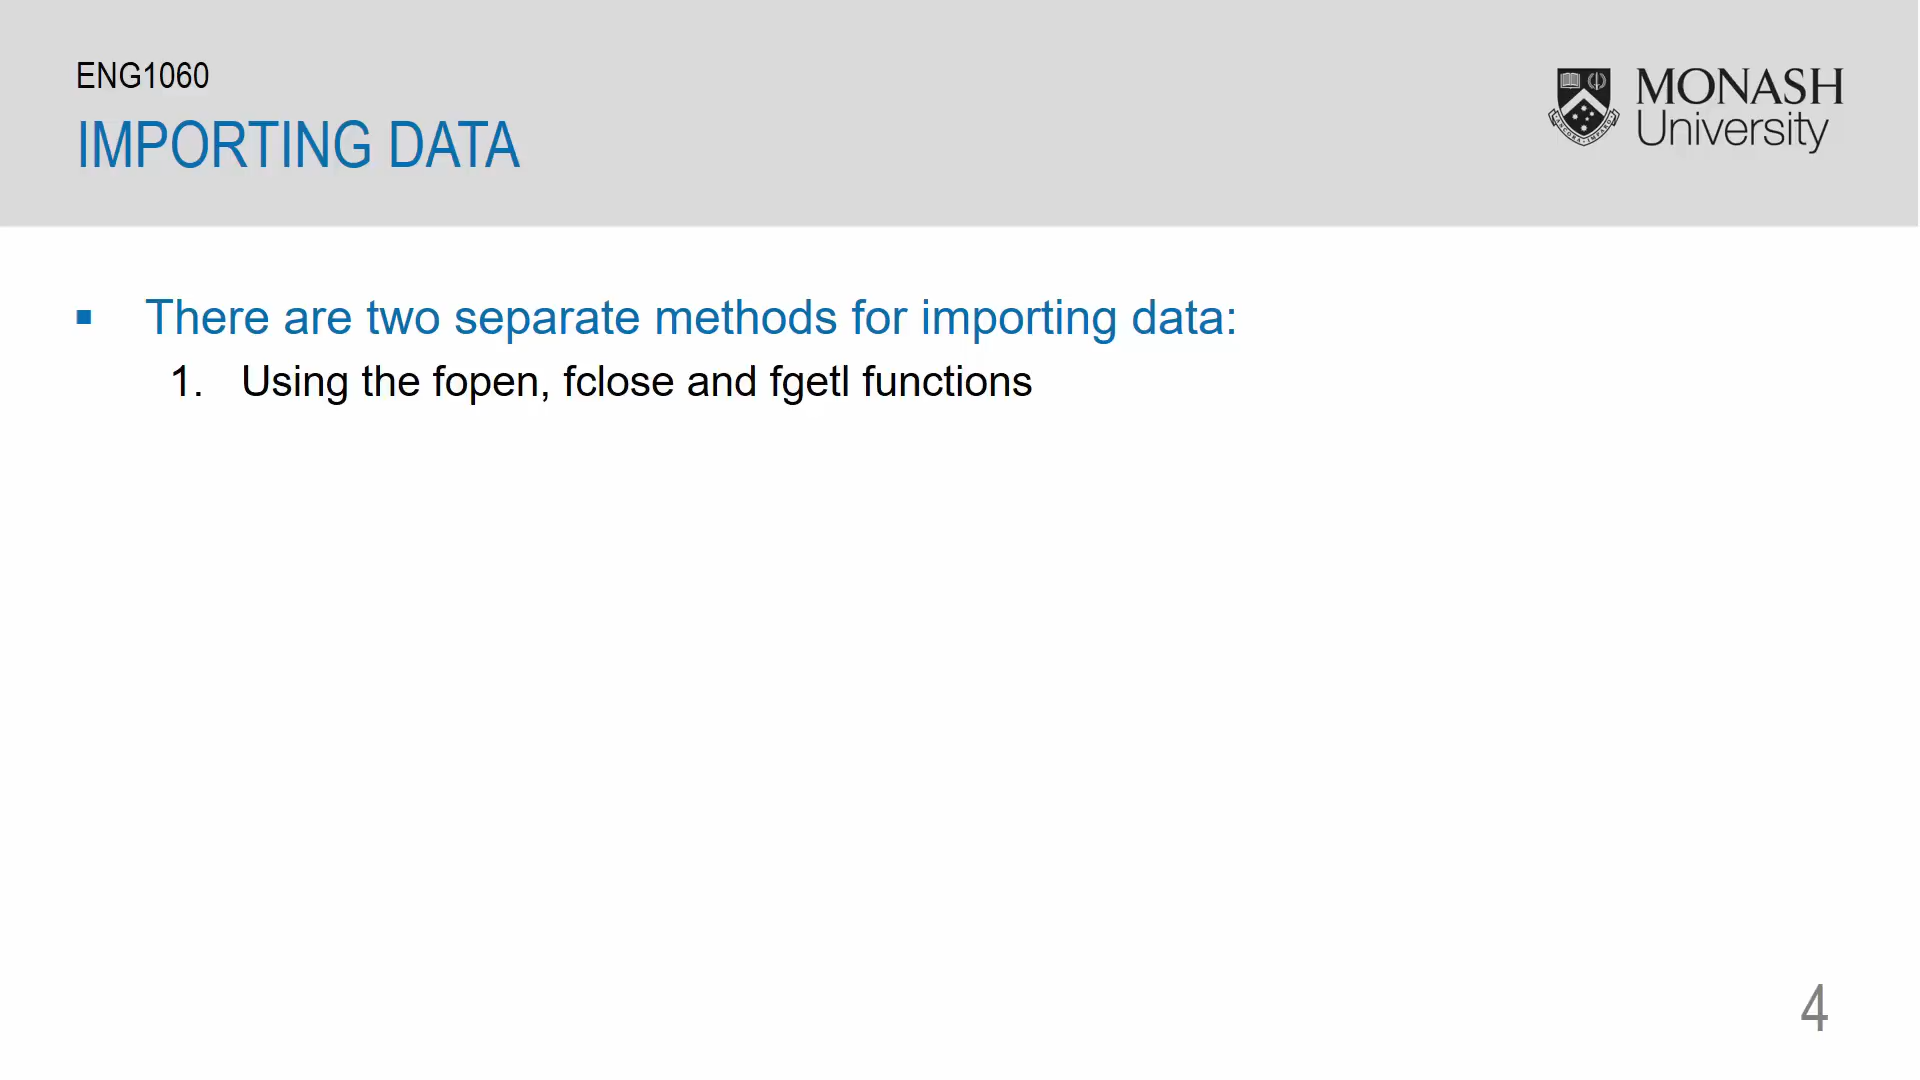 ENG1060
IMPORTING DATA
MONASH
University
▪ There are two separate methods for importing data:
1. Using the fopen, fclose and fgetl functions
4